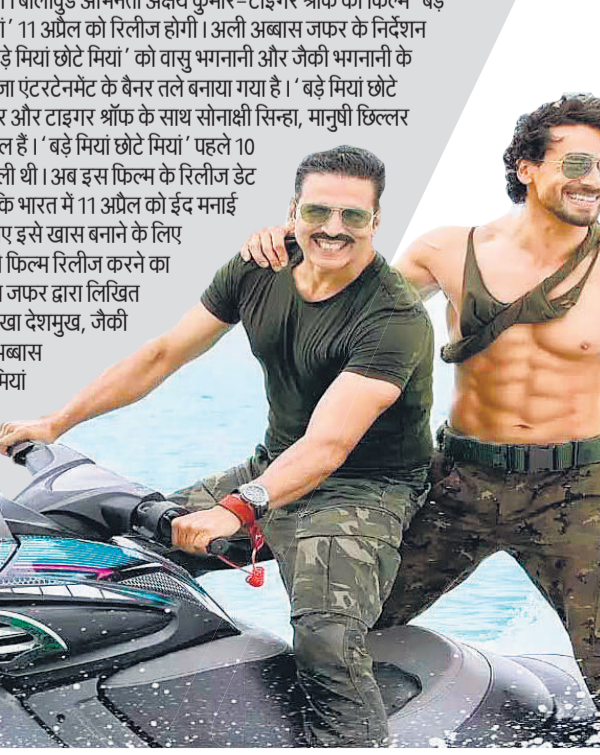 । बॉलीवुड अभिनेता अक्षय कुमार-टाइगर श्रॉफ की फिल्म 'बड़े
' 11 अप्रैल को रिलीज होगी। अली अब्बास जफर के निर्देशन
मियां छोटे मियां' को वासु भगनानी और जैकी भगनानी के
एंटरटेनमेंट के बैनर तले बनाया गया है। 'बड़े मियां छोटे
और टाइगर श्रॉफ के साथ सोनाक्षी सिन्हा, मानुषी छिल्लर
हैं। 'बड़े मियां छोटे मियां' पहले 10
थी। अब इस फिल्म के रिलीज डेट
कि भारत में 11 अप्रैल को ईद मनाई
इसे खास बनाने के लिए
फिल्म रिलीज करने का
जफर द्वारा लिखित
देशमुख, जैकी
अब्बास
मियां